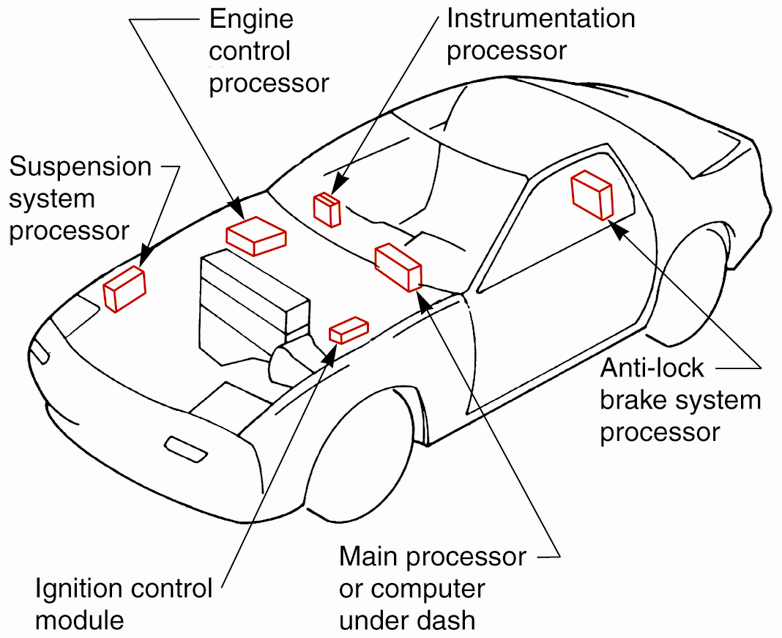 Engine
control
processor
Instrumentation
processor
Suspension
system
processor
Anti-lock
brake system
processor
Main processor
or computer
under dash
Ignition control
module